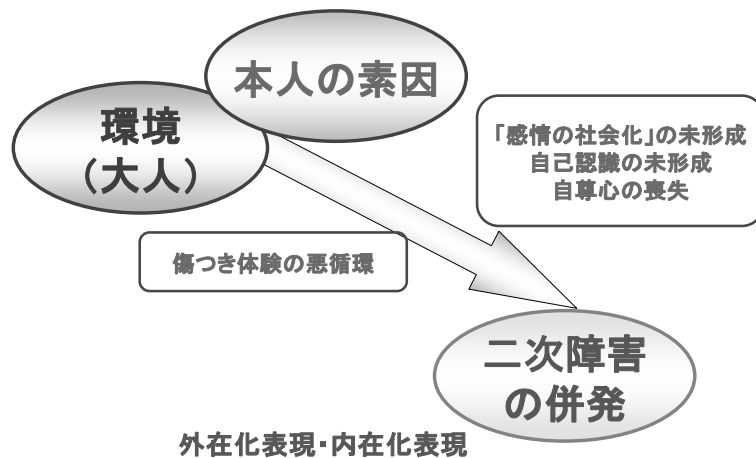 本人の素因
環境
（大人）
「感情の社会化」の未形成
自己認識の未形成
自尊心の喪失
傷つき体験の悪循環
二次障害
の併発
外在化表現・内在化表現